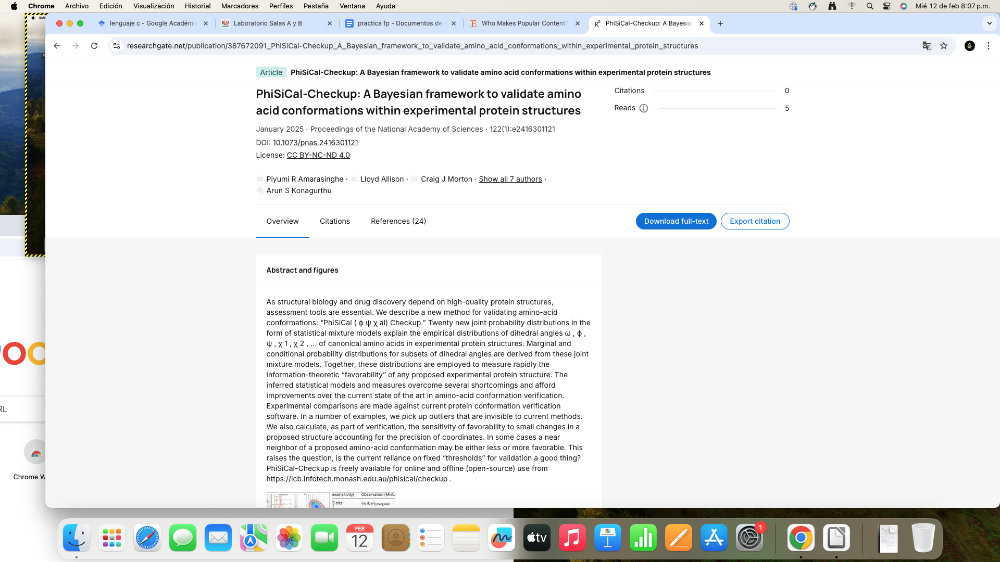 Chrome Archivo Edición Visualización Historial Marcadores Perfiles Pestaña Ventana Ayuda Mié 12 de feb 8:07 p.m.
lenguaje c - Google Académic
Laboratorio Salas A y B
practica fp - Documentos de
Who Makes Popular Content?
PhiSiCal-Checkup: A Bayesian
researchgate.net/publication/387672091_PhiSiCal-Checkup_A_Bayesian_framework_to_validate_amino_acid_conformations_within_experimental_protein_structures
Article PhiSiCal-Checkup: A Bayesian framework to validate amino acid conformations within experimental protein structures
PhiSiCal-Checkup: A Bayesian framework to validate amino
acid conformations within experimental protein structures
Citations 0
Reads 5
January 2025 · Proceedings of the National Academy of Sciences · 122(1):e2416301121
DOI: 10.1073/pnas.2416301121
License: CC BY-NC-ND 4.0
Piyumi R Amarasinghe · Lloyd Allison · Craig J Morton · Show all 7 authors ·
Arun S Konagurthu
Overview Citations References (24) Download full-text Export citation
Abstract and figures
As structural biology and drug discovery depend on high-quality protein structures,
assessment tools are essential. We describe a new method for validating amino-acid
conformations: “PhiSiCal ( ϕ ψ χ al) Checkup.” Twenty new joint probability distributions in the
form of statistical mixture models explain the empirical distributions of dihedral angles ω , ϕ ,
ψ , χ 1 , χ 2 , ... of canonical amino acids in experimental protein structures. Marginal and
conditional probability distributions for subsets of dihedral angles are derived from these joint
mixture models. Together, these distributions are employed to measure rapidly the
information-theoretic “favorability” of any proposed experimental protein structure. The
inferred statistical models and measures overcome several shortcomings and afford
improvements over the current state of the art in amino-acid conformation verification.
Experimental comparisons are made against current protein conformation verification
software. In a number of examples, we pick up outliers that are invisible to current methods.
We also calculate, as part of verification, the sensitivity of favorability to small changes in a
proposed structure accounting for the precision of coordinates. In some cases a near
neighbor of a proposed amino-acid conformation may be either less or more favorable. This
raises the question, is the current reliance on fixed “thresholds” for validation a good thing?
PhiSiCal-Checkup is freely available for online and offline (open-source) use from
https://lcb.infotech.monash.edu.au/phisical/checkup .
±sensitivity) Observation
) bits (ω, ϕ, ψ)(marginal)
RL
Chrome W
FEB
12
tv
1